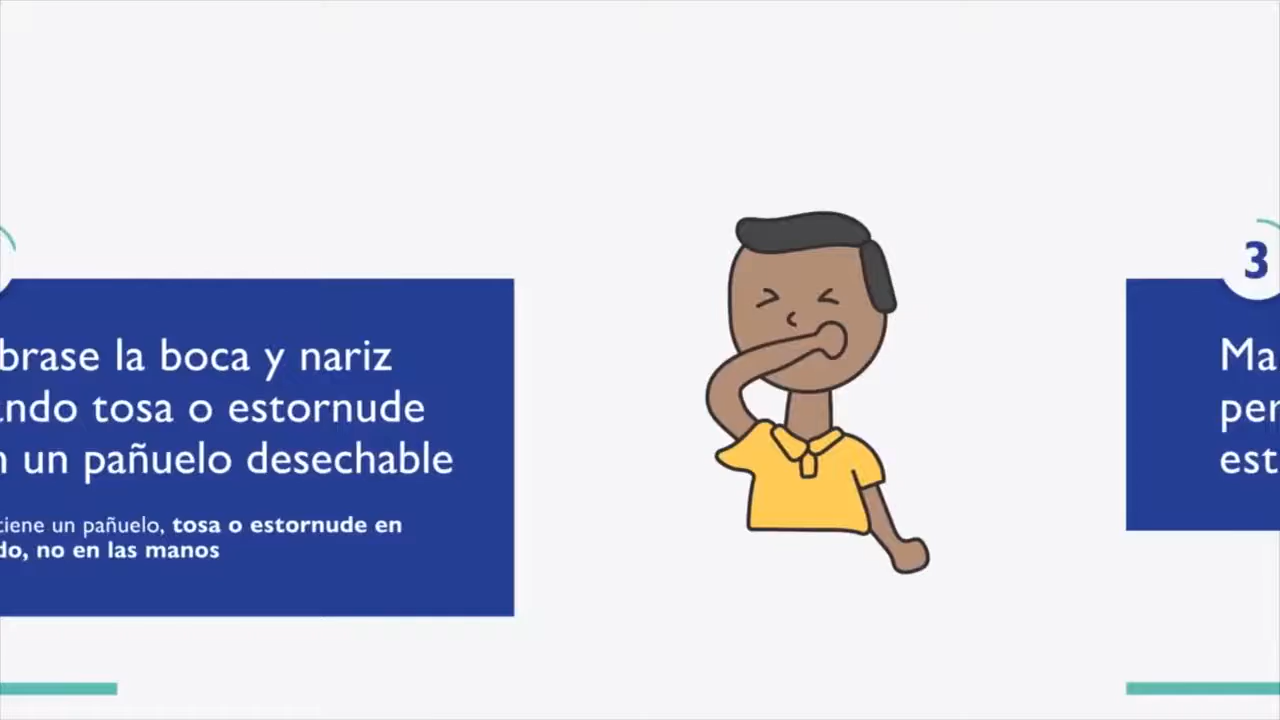 brase la boca y nariz
ando tosa o estornude
un pañuelo desechable
tiene un pañuelo, tosa o estornude en
do, no en las manos
3
Ma
per
est